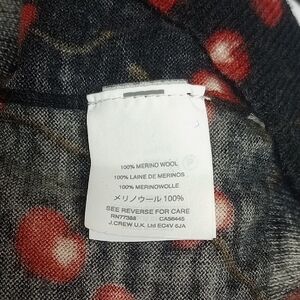 100% MERINO WOOL
100% LAINE DE MERINOS
100% MERINOWOLLE
メリノウール 100%
SEE REVERSE FOR CARE
RN77388 CA56445
J.CREW U.K. Ltd EC4V 6JA